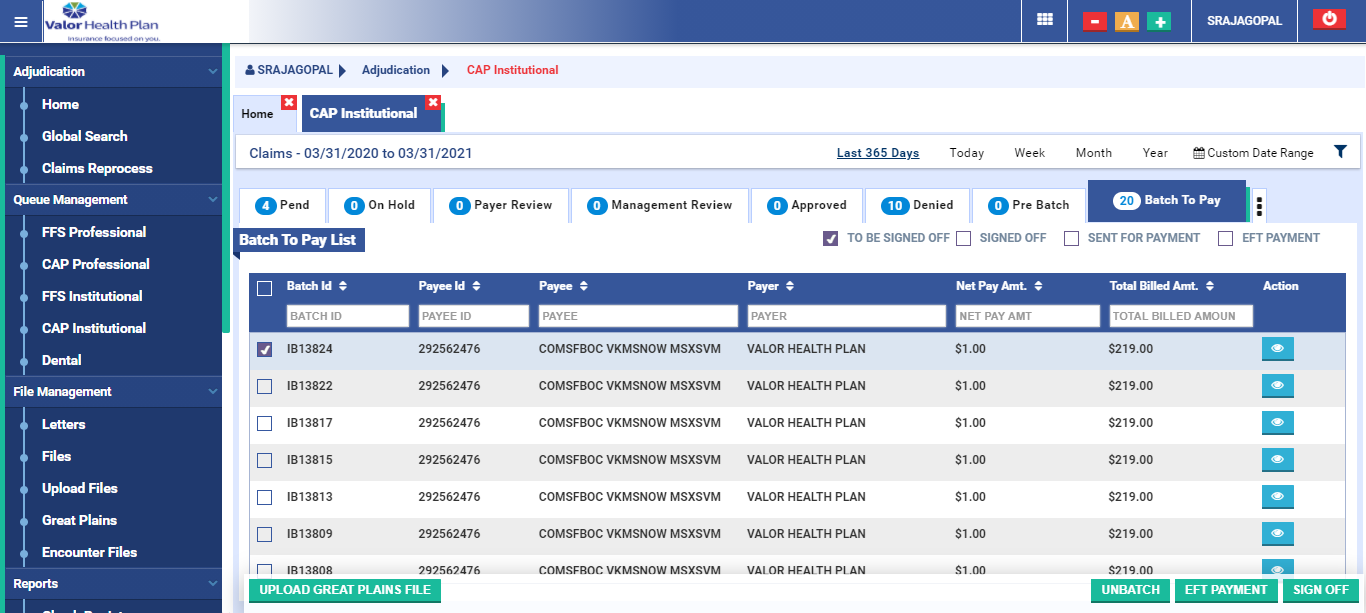 Valor Health Plan
Insurance focused on you.
A
SRAJAGOPAL
Adjudication
Home
Global Search
Claims Reprocess
Queue Management
FFS Professional
CAP Professional
FFS Institutional
CAP Institutional
Dental
File Management
Letters
Files
Upload Files
Great Plains
Encounter Files
Reports
SRAJAGOPAL Adjudication CAP Institutional
Home CAP Institutional
Claims - 03/31/2020 to 03/31/2021
Last 365 Days Today Week Month Year Custom Date Range
4 Pend 0 On Hold 0 Payer Review 0 Management Review 0 Approved 10 Denied 0 Pre Batch 20 Batch To Pay
Batch To Pay List
TO BE SIGNED OFF SIGNED OFF SENT FOR PAYMENT EFT PAYMENT
Batch Id Payee Id Payee Payer Net Pay Amt. Total Billed Amt. Action
BATCH ID PAYEE ID PAYEE PAYER NET PAY AMT TOTAL BILLED AMOUN
IB13824 292562476 COMSFBOC VKMSNOW MSXSVM VALOR HEALTH PLAN $1.00 $219.00
IB13822 292562476 COMSFBOC VKMSNOW MSXSVM VALOR HEALTH PLAN $1.00 $219.00
IB13817 292562476 COMSFBOC VKMSNOW MSXSVM VALOR HEALTH PLAN $1.00 $219.00
IB13815 292562476 COMSFBOC VKMSNOW MSXSVM VALOR HEALTH PLAN $1.00 $219.00
IB13813 292562476 COMSFBOC VKMSNOW MSXSVM VALOR HEALTH PLAN $1.00 $219.00
IB13809 292562476 COMSFBOC VKMSNOW MSXSVM VALOR HEALTH PLAN $1.00 $219.00
IB13808 292562476 COMSFBOC VKMSNOW MSXSVM VALOR HEALTH PLAN $1.00 $219.00
UPLOAD GREAT PLAINS FILE UNBATCH EFT PAYMENT SIGN OFF